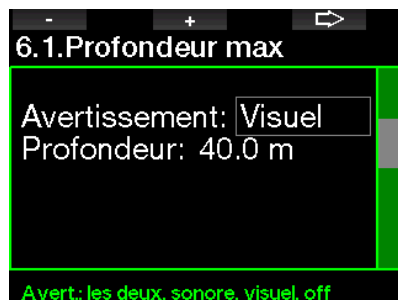 - +
6.1.Profondeur max
Avertissement: Visuel
Profondeur: 40.0 m
Avert.: les deux, sonore, visuel, off